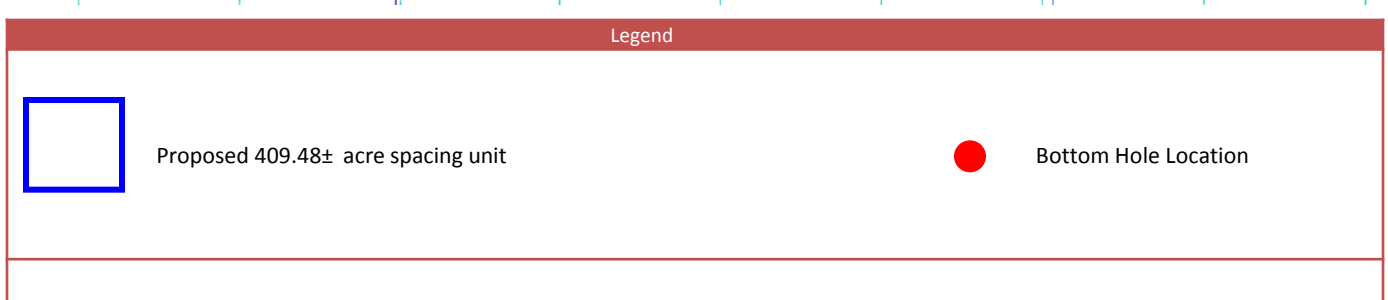 Legend
Proposed 409.48± acre spacing unit
Bottom Hole Location